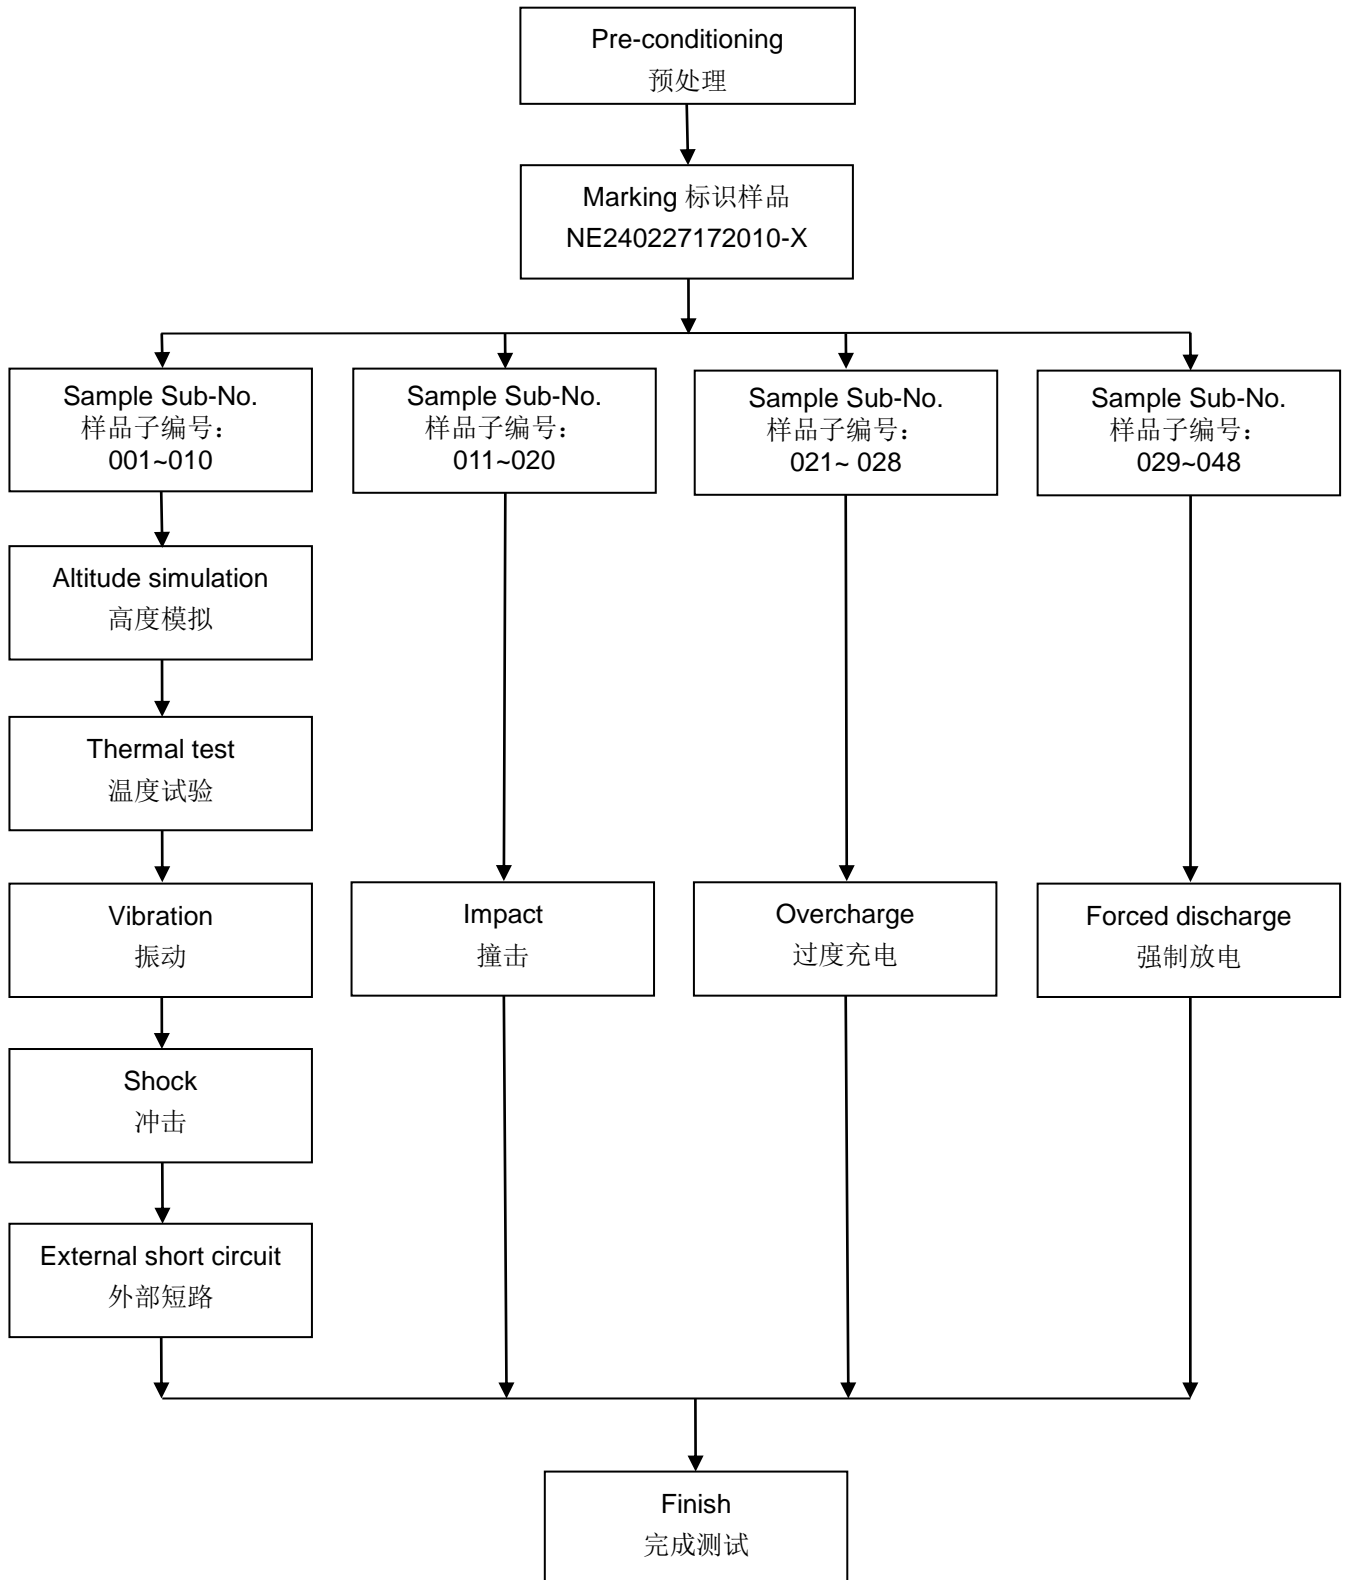 Pre-conditioning
预处理
Marking 标识样品
NE240227172010-X
Sample Sub-No.
样品子编号：
001~010
Sample Sub-No.
样品子编号：
011~020
Sample Sub-No.
样品子编号：
021~ 028
Sample Sub-No.
样品子编号：
029~048
Altitude simulation
高度模拟
Thermal test
温度试验
Vibration
振动
Impact
撞击
Overcharge
过度充电
Forced discharge
强制放电
Shock
冲击
External short circuit
外部短路
Finish
完成测试